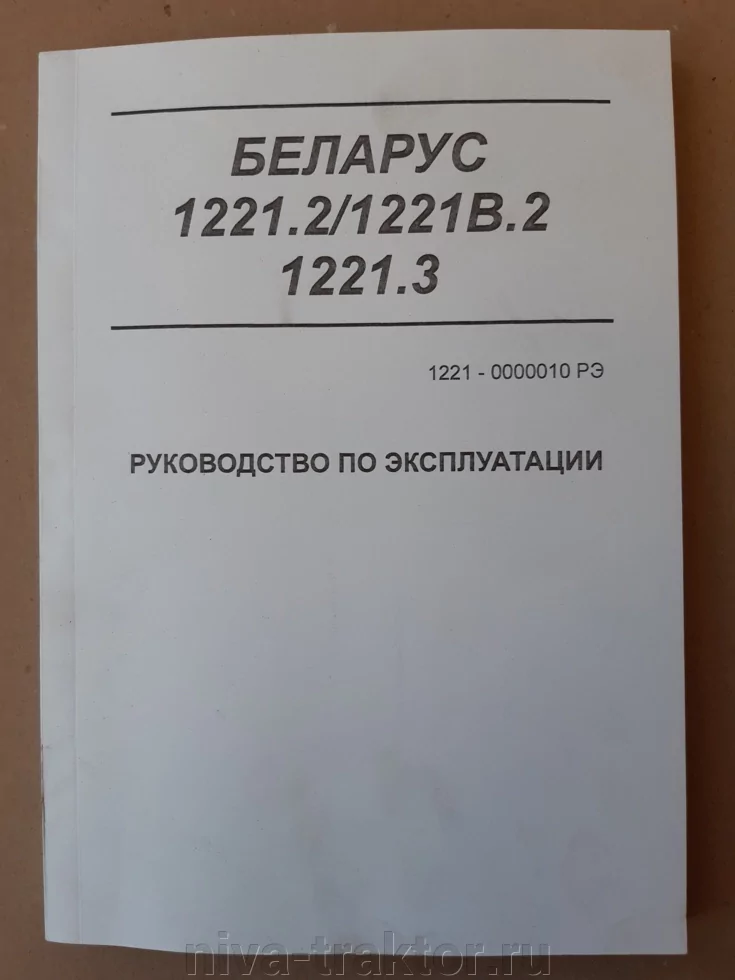 БЕЛАРУС
1221.2/1221В.2
1221.3
1221 - 0000010 РЭ
РУКОВОДСТВО ПО ЭКСПЛУАТАЦИИ
niva-traktor.ru